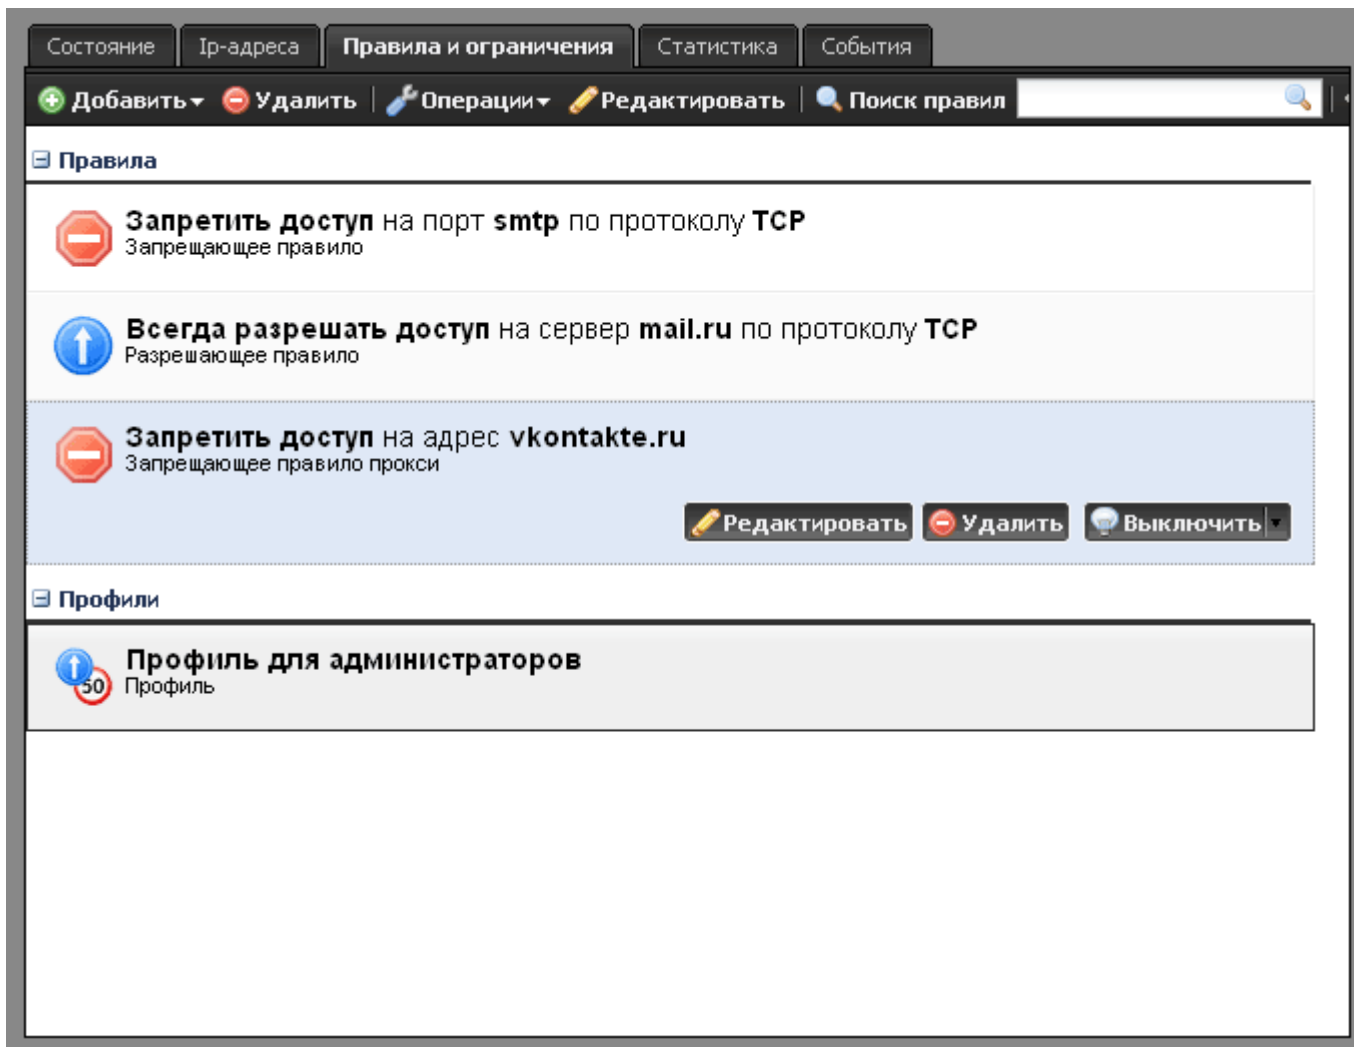 Состояние Ip-адреса Правила и ограничения Статистика События
Добавить Удалить Операции Редактировать Поиск правил
Правила
Запретить доступ на порт smtp по протоколу TCP
Запрещающее правило
Всегда разрешать доступ на сервер mail.ru по протоколу TCP
Разрешающее правило
Запретить доступ на адрес vkontakte.ru
Запрещающее правило прокси
Редактировать Удалить Выключить
Профили
50
Профиль для администраторов
Профиль